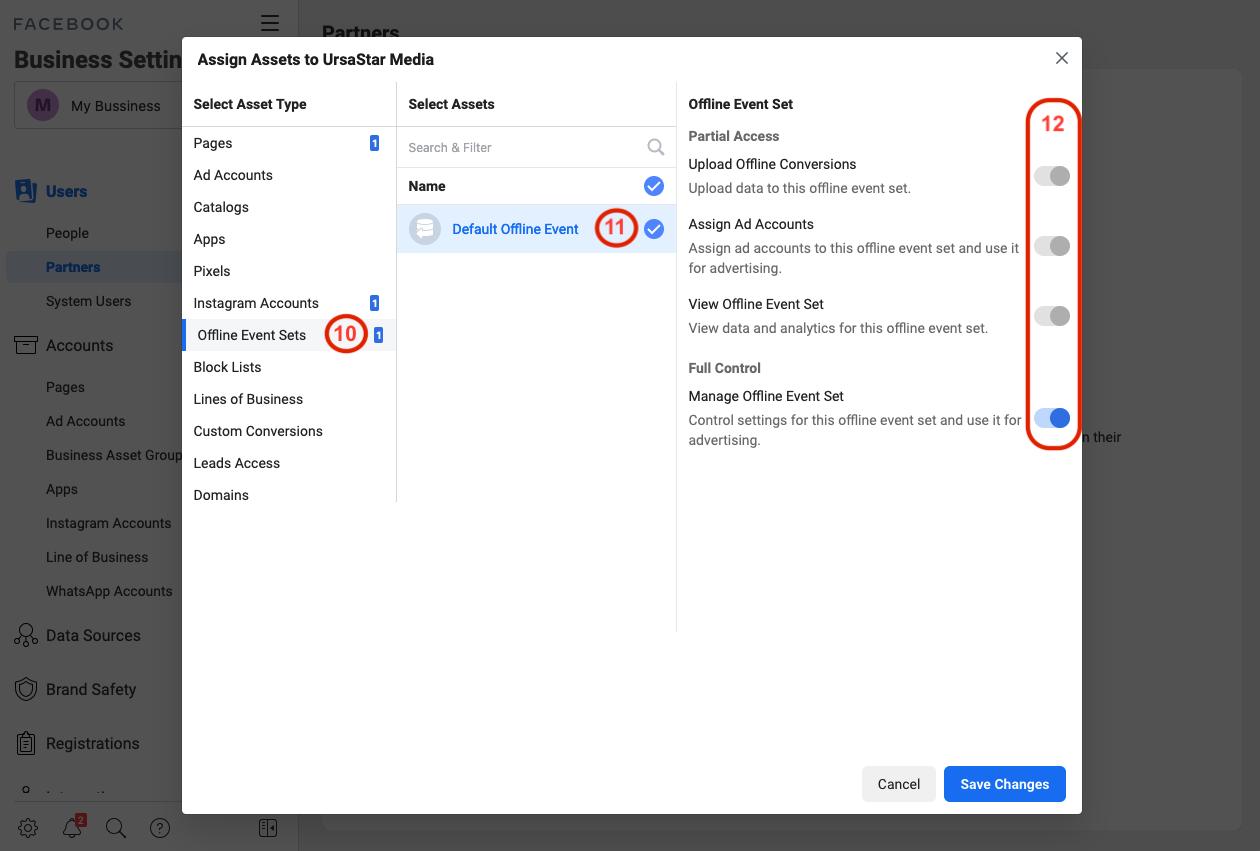 FACEBOOK
Business Settin
M
My Bussiness
Users
People
Partners
System Users
Accounts
Pages
Ad Accounts
Business Asset Group
Apps
Instagram Accounts
Line of Business
WhatsApp Accounts
Data Sources
Brand Safety
Registrations
2
?
Partners
n their
Assign Assets to UrsaStar Media
Select Asset Type
Pages
1
Ad Accounts
Catalogs
Apps
Pixels
Instagram Accounts
1
Offline Event Sets
10
1
Block Lists
Lines of Business
Custom Conversions
Leads Access
Domains
Select Assets
Search & Filter
Name
Default Offline Event
11
Offline Event Set
12
Partial Access
Upload Offline Conversions
Upload data to this offline event set.
Assign Ad Accounts
Assign ad accounts to this offline event set and use it
for advertising.
View Offline Event Set
View data and analytics for this offline event set.
Full Control
Manage Offline Event Set
Control settings for this offline event set and use it for
advertising.
Cancel
Save Changes